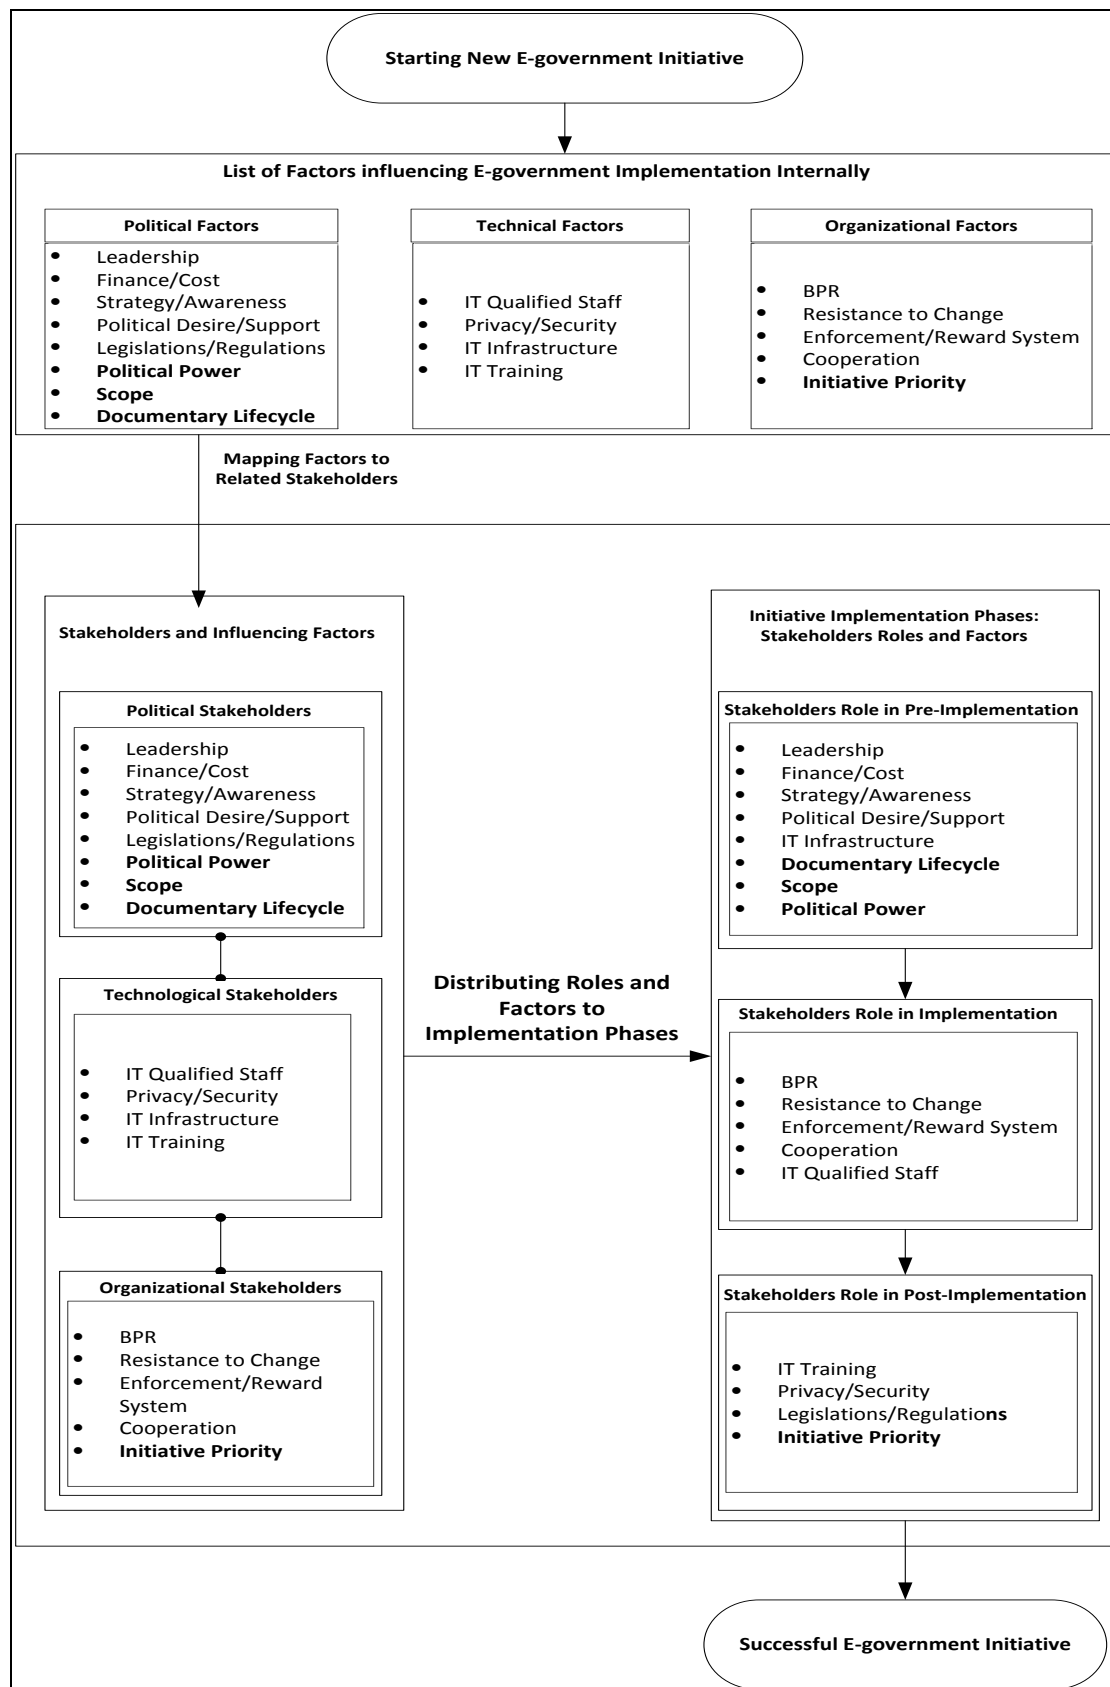 Starting New E-government Initiative
List of Factors influencing E-government Implementation Internally
Political Factors
• Leadership
• Finance/Cost
• Strategy/Awareness
• Political Desire/Support
• Legislations/Regulations
• Political Power
• Scope
• Documentary Lifecycle
Technical Factors
• IT Qualified Staff
• Privacy/Security
• IT Infrastructure
• IT Training
Organizational Factors
• BPR
• Resistance to Change
• Enforcement/Reward System
• Cooperation
• Initiative Priority
Mapping Factors to
Related Stakeholders
Stakeholders and Influencing Factors
Political Stakeholders
• Leadership
• Finance/Cost
• Strategy/Awareness
• Political Desire/Support
• Legislations/Regulations
• Political Power
• Scope
• Documentary Lifecycle
Technological Stakeholders
• IT Qualified Staff
• Privacy/Security
• IT Infrastructure
• IT Training
Organizational Stakeholders
• BPR
• Resistance to Change
• Enforcement/Reward
System
• Cooperation
• Initiative Priority
Distributing Roles and
Factors to
Implementation Phases
Initiative Implementation Phases:
Stakeholders Roles and Factors
Stakeholders Role in Pre-Implementation
• Leadership
• Finance/Cost
• Strategy/Awareness
• Political Desire/Support
• IT Infrastructure
• Documentary Lifecycle
• Scope
• Political Power
Stakeholders Role in Implementation
• BPR
• Resistance to Change
• Enforcement/Reward System
• Cooperation
• IT Qualified Staff
Stakeholders Role in Post-Implementation
• IT Training
• Privacy/Security
• Legislations/Regulations
• Initiative Priority
Successful E-government Initiative